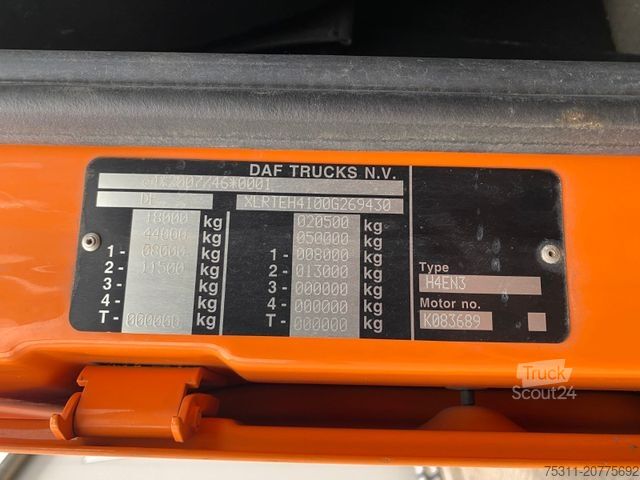 DAF TRUCKS N.V.
*0001
DE XLRTEH4100G269430
18000 kg 020500 kg
44000 kg 050000 kg
1- 08000 kg 1- 008000 kg
2- 11500 kg 2- 013000 kg
3- kg 3- 000000 kg
4- kg 4- 000000 kg
T- 000000 kg T- 000000 kg
Type
H4EN3
Motor no.
K083689
Truck
Scout24
75311-20775692